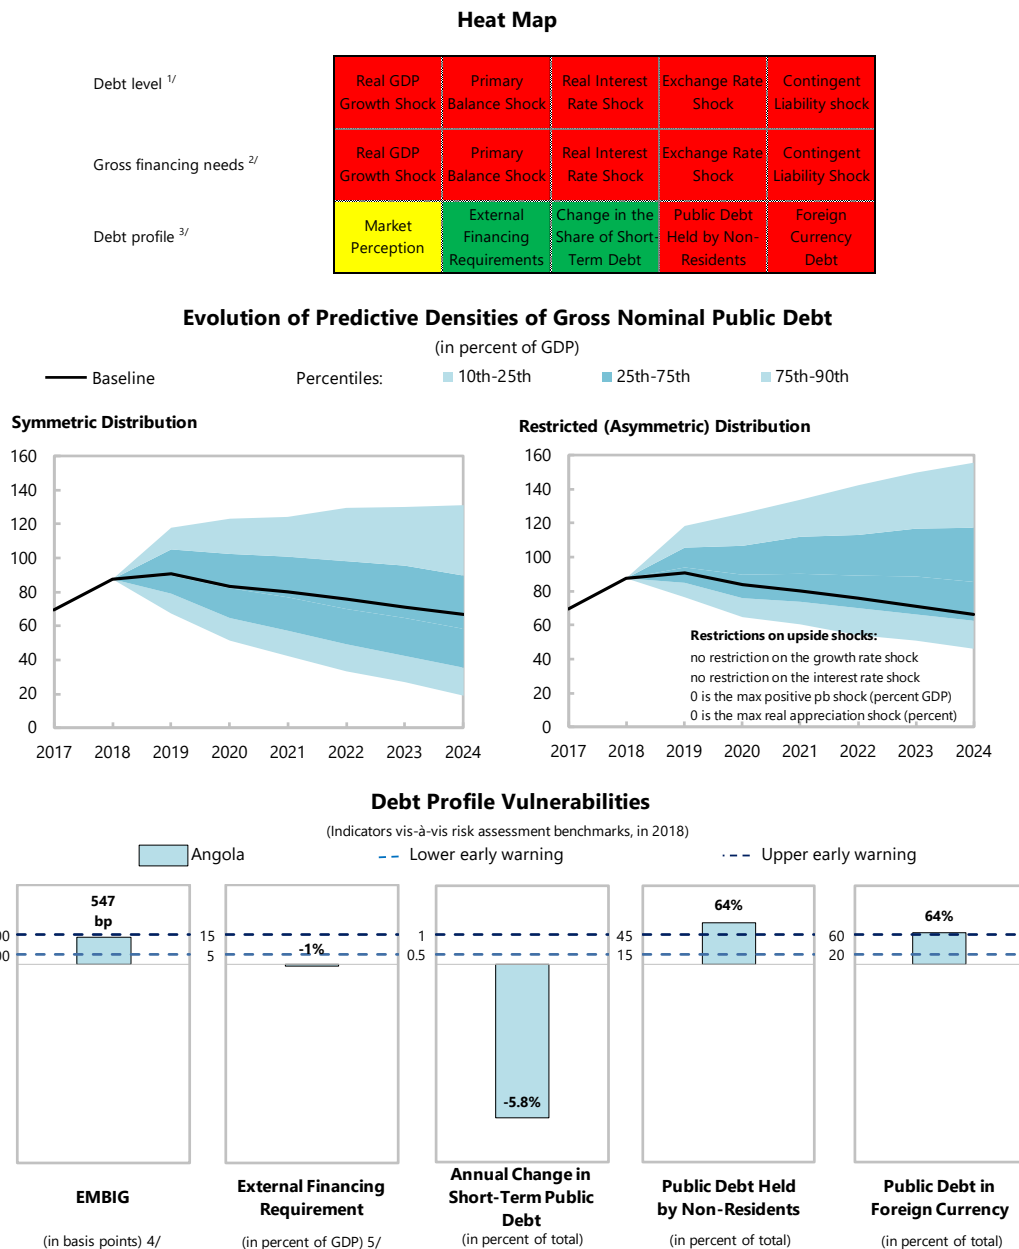 Heat Map
Debt level 1/
Real GDP Growth Shock
Primary Balance Shock
Real Interest Rate Shock
Exchange Rate Shock
Contingent Liability shock
Gross financing needs 2/
Real GDP Growth Shock
Primary Balance Shock
Real Interest Rate Shock
Exchange Rate Shock
Contingent Liability Shock
Debt profile 3/
Market Perception
External Financing Requirements
Change in the Share of Short-Term Debt
Public Debt Held by Non-Residents
Foreign Currency Debt
Evolution of Predictive Densities of Gross Nominal Public Debt
(in percent of GDP)
Baseline
Percentiles:
10th-25th
25th-75th
75th-90th
Symmetric Distribution
160
140
120
100
80
60
40
20
0
2017 2018 2019 2020 2021 2022 2023 2024
Restricted (Asymmetric) Distribution
160
140
120
100
80
60
40
20
0
Restrictions on upside shocks:
no restriction on the growth rate shock
no restriction on the interest rate shock
0 is the max positive pb shock (percent GDP)
0 is the max real appreciation shock (percent)
2017 2018 2019 2020 2021 2022 2023 2024
Debt Profile Vulnerabilities
(Indicators vis-à-vis risk assessment benchmarks, in 2018)
Angola
Lower early warning
Upper early warning
547
bp
EMBIG
(in basis points) 4/
15
5
-1%
External Financing
Requirement
(in percent of GDP) 5/
1
0.5
-5.8%
Annual Change in
Short-Term Public
Debt
(in percent of total)
45
15
64%
Public Debt Held
by Non-Residents
(in percent of total)
60
20
64%
Public Debt in
Foreign Currency
(in percent of total)